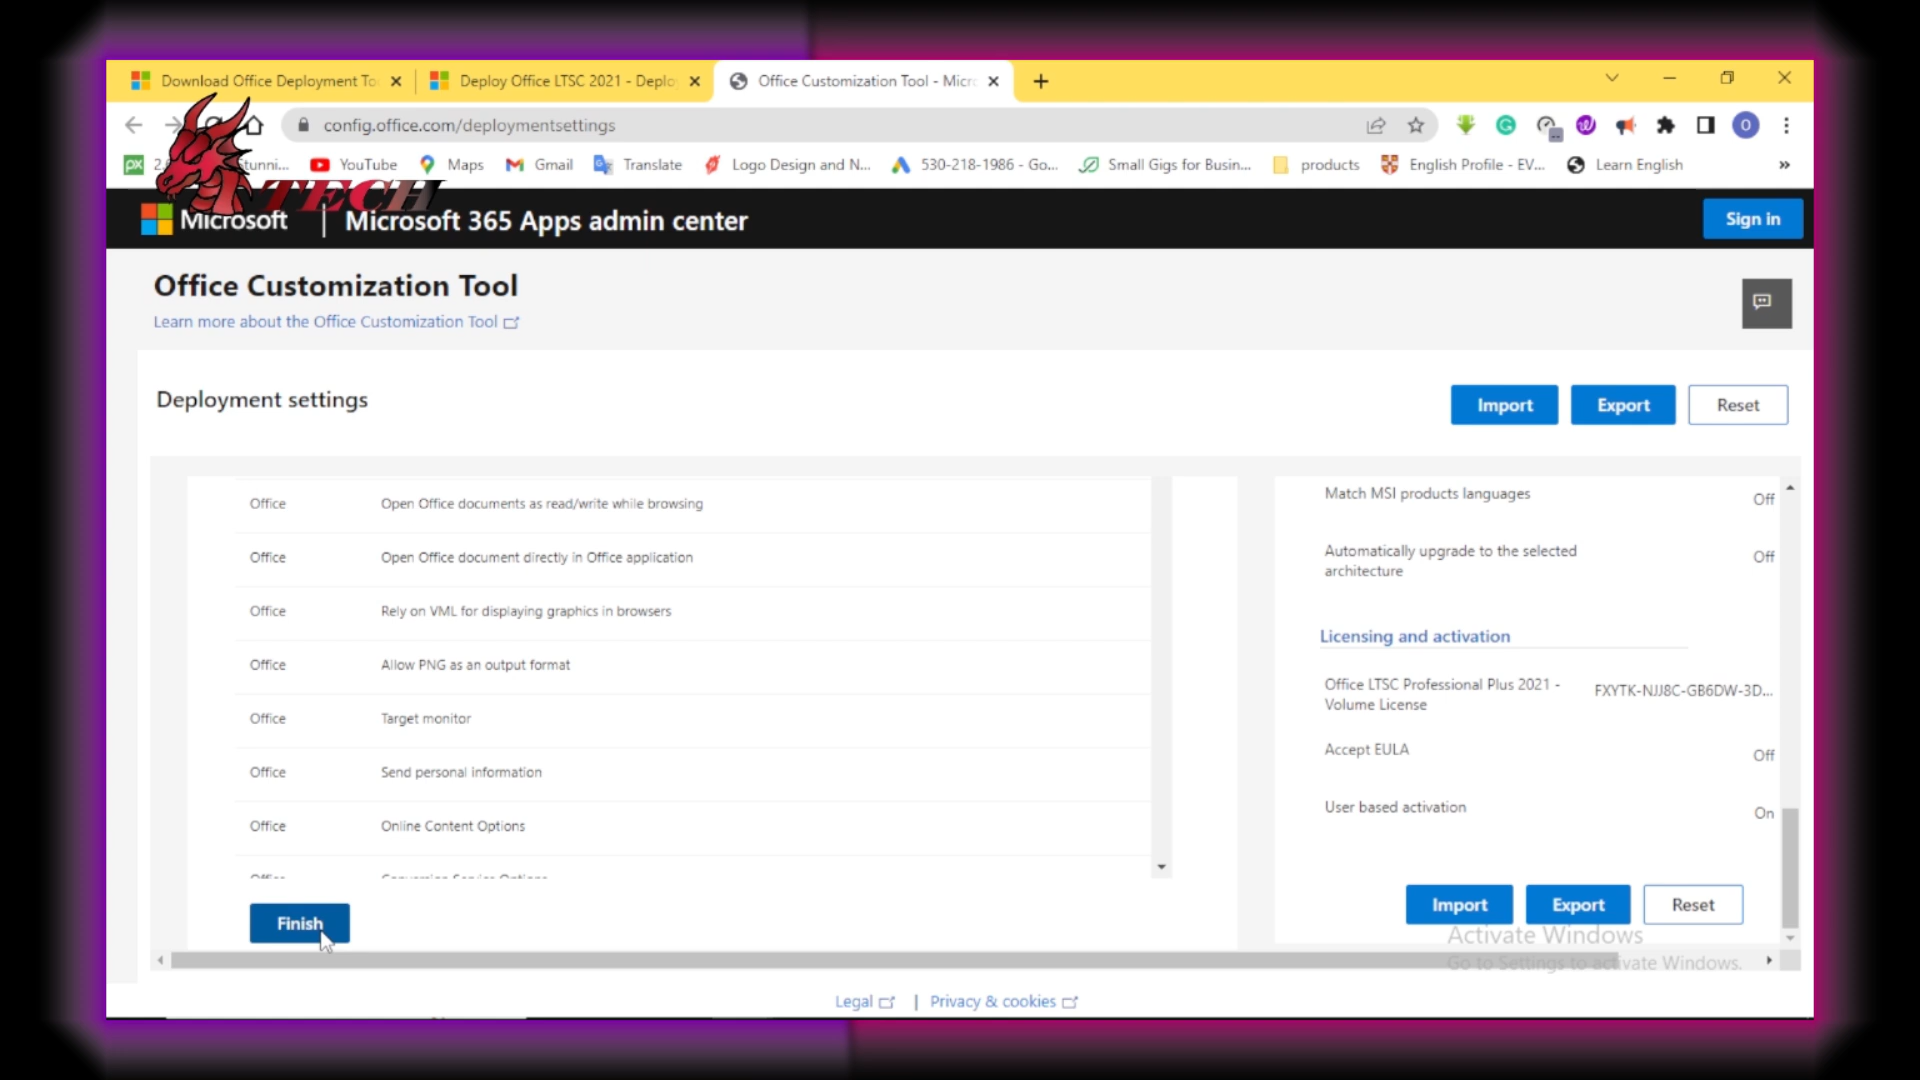 Download Office Deployment To
Deploy Office LTSC 2021 - Deplo
Office Customization Tool - Micro
config.office.com/deploymentsettings
px
YouTube
Maps
Gmail
Translate
Logo Design and N...
530-218-1986 - Go...
Small Gigs for Busin...
products
English Profile - EV...
Learn English
»
TECH
Microsoft
Microsoft 365 Apps admin center
Sign in
Office Customization Tool
Learn more about the Office Customization Tool
Deployment settings
Import
Export
Reset
Office Open Office documents as read/write while browsing
Office Open Office document directly in Office application
Office Rely on VML for displaying graphics in browsers
Office Allow PNG as an output format
Office Target monitor
Office Send personal information
Office Online Content Options
Office Conversion Service Options
Finish
Match MSI products languages Off
Automatically upgrade to the selected Off
architecture
Licensing and activation
Office LTSC Professional Plus 2021 - FXYTK-NJJ8C-GB6DW-3D...
Volume License
Accept EULA Off
User based activation On
Import
Export
Reset
Activate Windows
Go to Settings to activate Windows.
Legal | Privacy & cookies